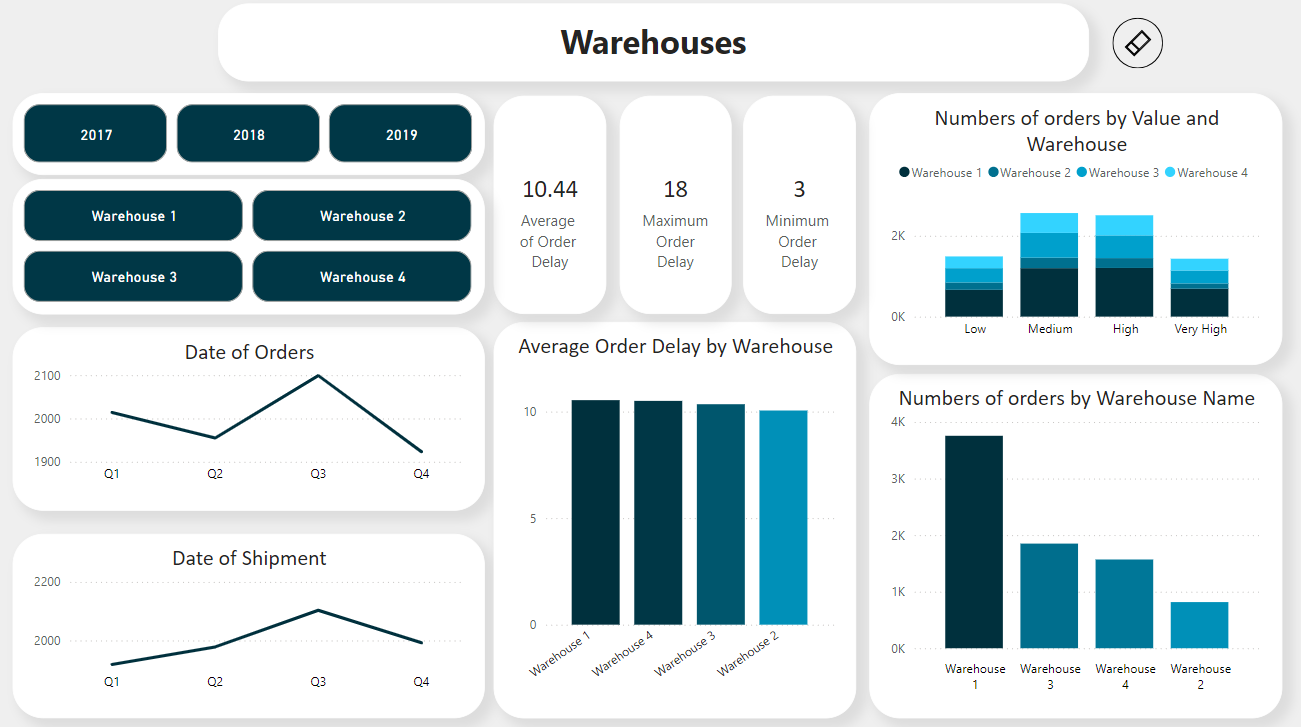 Warehouses
2017
2018
2019
Warehouse 1
Warehouse 2
Warehouse 3
Warehouse 4
10.44
Average
of Order
Delay
18
Maximum
Order
Delay
3
Minimum
Order
Delay
Numbers of orders by Value and
Warehouse
Warehouse 1 Warehouse 2 Warehouse 3 Warehouse 4
2K
0K
Low Medium High Very High
Date of Orders
2100
2000
1900
Q1 Q2 Q3 Q4
Date of Shipment
2200
2000
Q1 Q2 Q3 Q4
Average Order Delay by Warehouse
10
5
0
Warehouse 1
Warehouse 4
Warehouse 3
Warehouse 2
Numbers of orders by Warehouse Name
4K
3K
2K
1K
0K
Warehouse
1
Warehouse
3
Warehouse
4
Warehouse
2